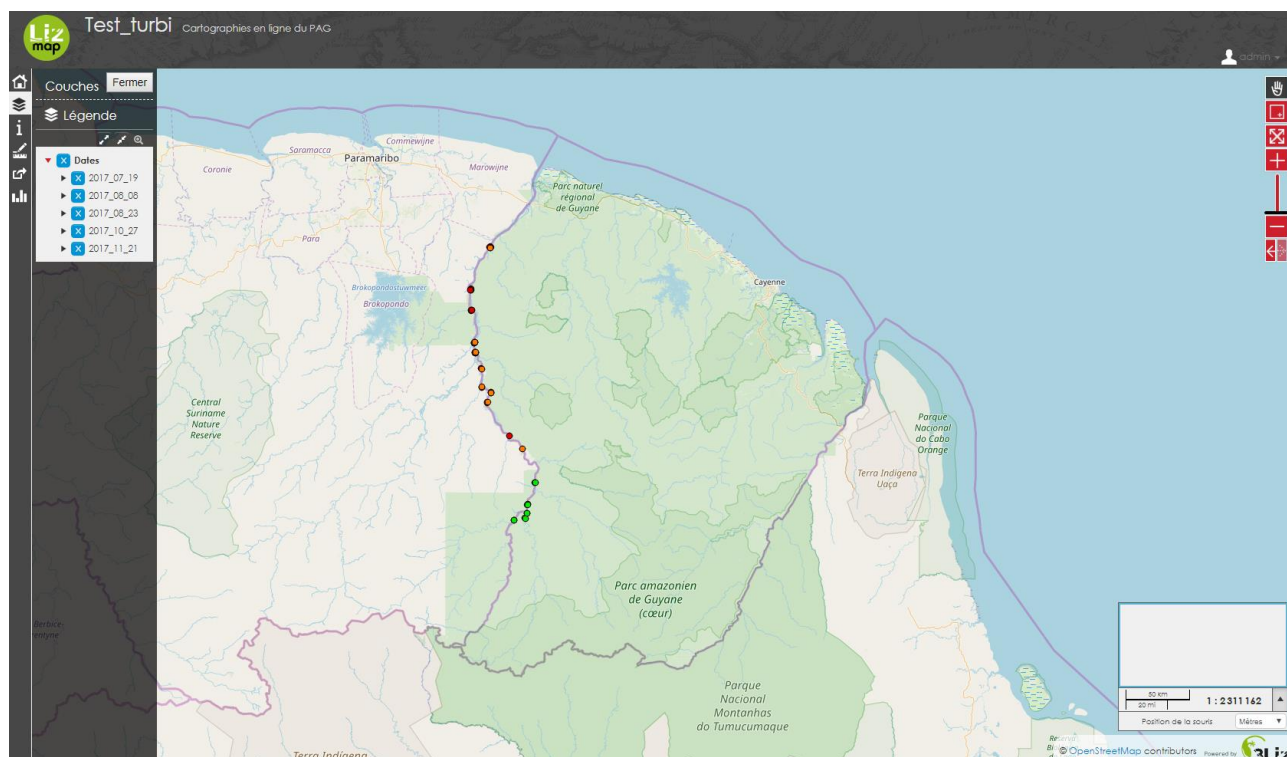 Liz
map
Test_turbi Cartographies en ligne du PAG
admin
Couches Fermer
Légende
Dates
2017_07_19
2017_08_08
2017_08_23
2017_10_27
2017_11_21
Coronie
Saramacca
Commewijne
Paramaribo
Marowijne
Para
Brokopondostuwmeer
Brokopondo
Parc naturel
régional
de Guyane
Cayenne
Central
Suriname
Nature
Reserve
Parque
Nacional
do Cabo
Orange
Terra Indígena
Uaçá
Parc amazonien
de Guyane
(cœur)
Parque
Nacional
Montanhas
do Tumucumaque
Terra Indígena
50 km
20 mi
1 : 2311162
Position de la souris Mètres
© OpenStreetMap contributors Powered by 3Liz